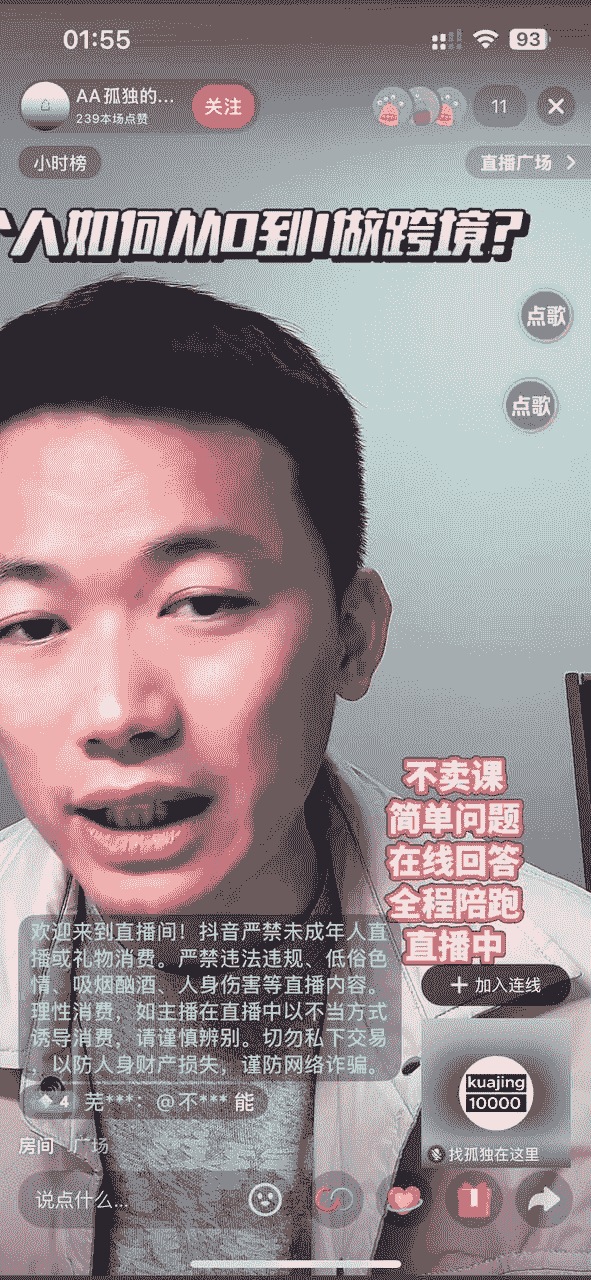 01:55
93
AA孤独的...
239本场点赞
关注
11
小时榜
直播广场
人如何从0到1做跨境?
点歌
点歌
不卖课
简单问题
在线回答
全程陪跑
直播中
欢迎来到直播间！抖音严禁未成年人直
播或礼物消费。严禁违法违规、低俗色
情、吸烟酗酒、人身伤害等直播内容。
理性消费，如主播在直播中以不当方式
诱导消费，请谨慎辨别。切勿私下交易
，以防人身财产损失，谨防网络诈骗。
加入连线
kuajing
10000
找孤独在这里
4 芜***：@不*** 能
房间 广场
说点什么...